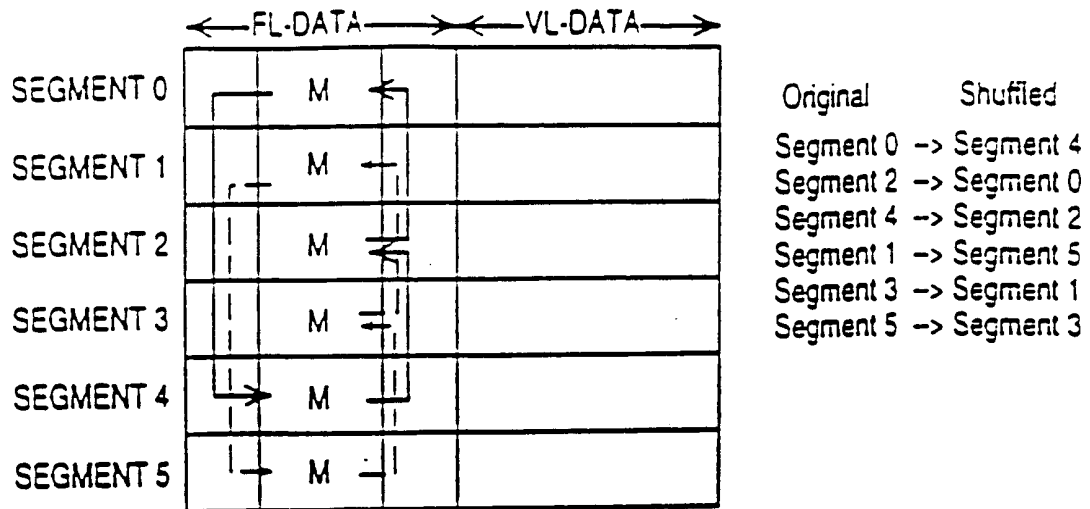 FL-DATA VL-DATA
SEGMENT 0 M
SEGMENT 1 M
SEGMENT 2 M
SEGMENT 3 M
SEGMENT 4 M
SEGMENT 5 M
Original Shuffled
Segment 0 -> Segment 4
Segment 2 -> Segment 0
Segment 4 -> Segment 2
Segment 1 -> Segment 5
Segment 3 -> Segment 1
Segment 5 -> Segment 3